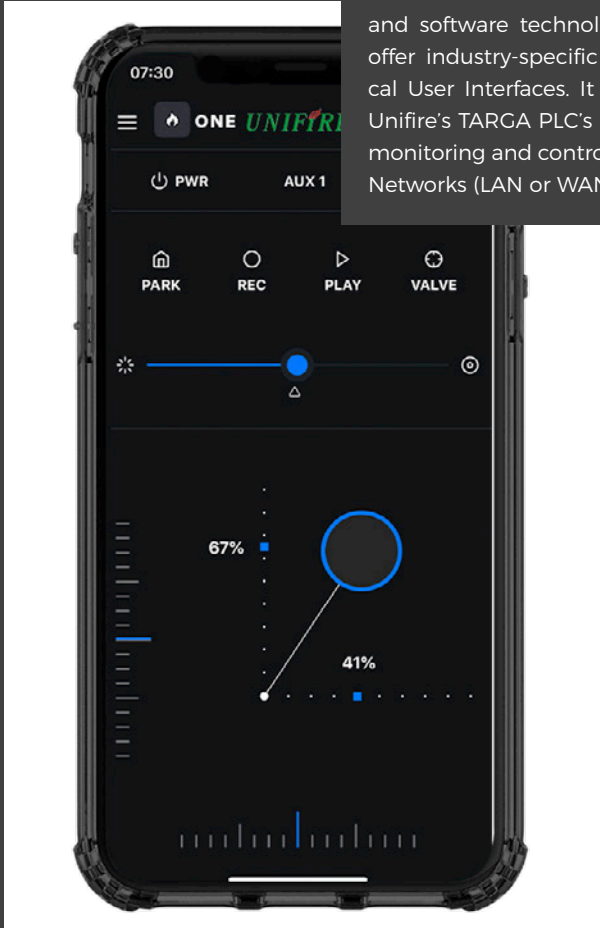 and software technol
offer industry-specific
cal User Interfaces. It
Unifire's TARGA PLC's
monitoring and contro
Networks (LAN or WAN
07:30
ONE UNIFIRE
PWR AUX 1
PARK REC PLAY VALVE
67%
41%